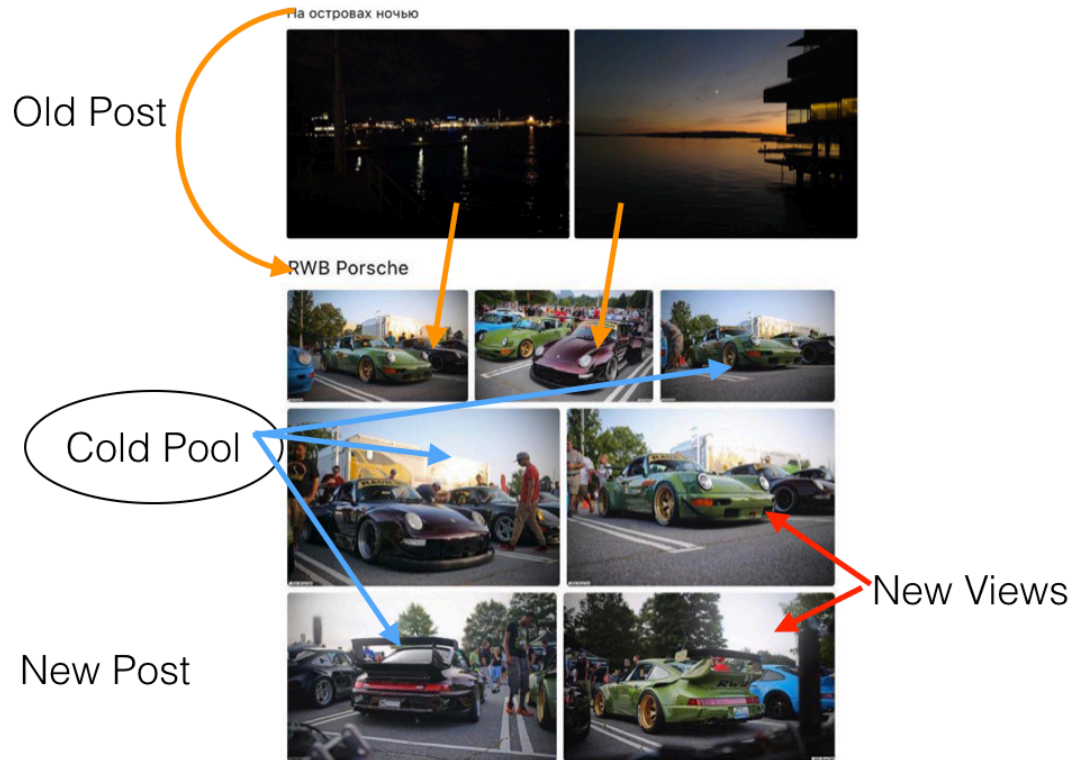 На островах ночью
Old Post
RWB Porsche
Cold Pool
New Views
New Post